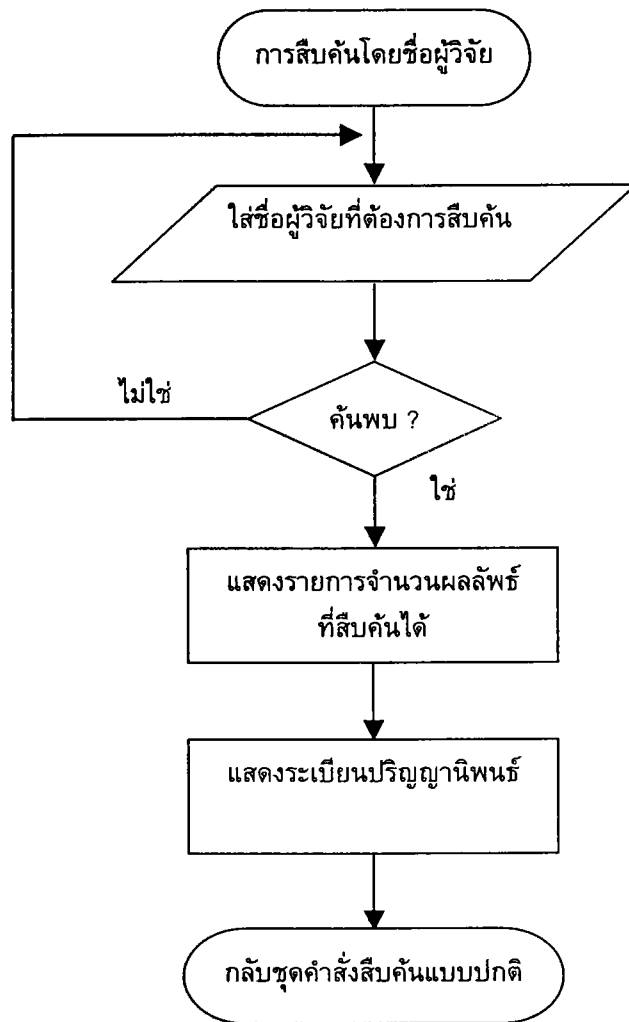 การสืบค้นโดยชื่อผู้วิจัย
ใส่ชื่อผู้วิจัยที่ต้องการสืบค้น
ไม่ใช่
ค้นพบ ?
ใช่
แสดงรายการจำนวนผลลัพธ์
ที่สืบค้นได้
แสดงระเบียนปริญญานิพนธ์
กลับชุดคำสั่งสืบค้นแบบปกติ